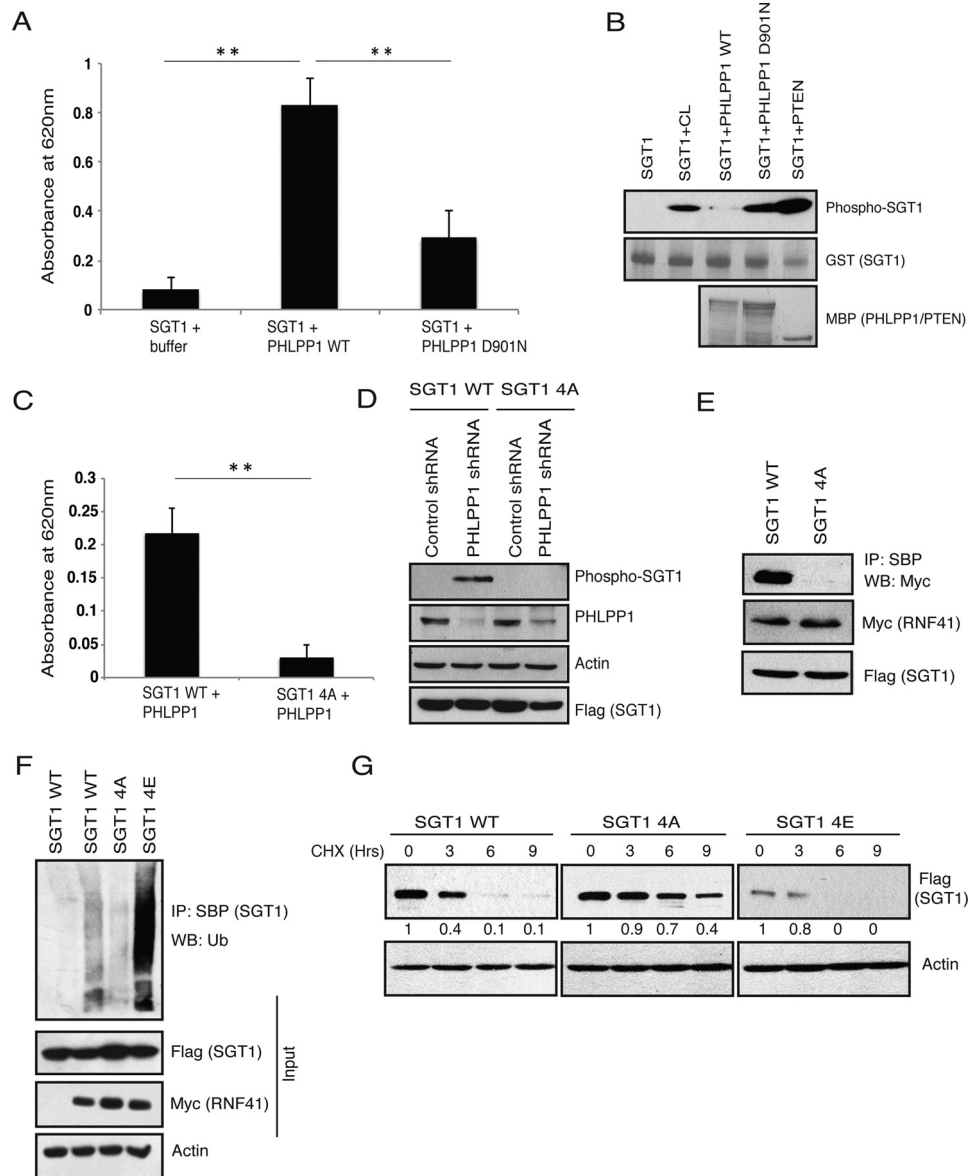 A
**
**
Absorbance at 620nm
1
0.8
0.6
0.4
0.2
0
SGT1 +
buffer
SGT1 +
PHLPP1 WT
SGT1 +
PHLPP1 D901N
B
SGT1
SGT1+CL
SGT1+PHLPP1 WT
SGT1+PHLPP1 D901N
SGT1+PTEN
Phospho-SGT1
GST (SGT1)
MBP (PHLPP1/PTEN)
C
**
Absorbance at 620nm
0.3
0.25
0.2
0.15
0.1
0.05
0
SGT1 WT +
PHLPP1
SGT1 4A +
PHLPP1
D
SGT1 WT SGT1 4A
Control shRNA
PHLPP1 shRNA
Control shRNA
PHLPP1 shRNA
Phospho-SGT1
PHLPP1
Actin
Flag (SGT1)
E
SGT1 WT
SGT1 4A
IP: SBP
WB: Myc
Myc (RNF41)
Flag (SGT1)
F
SGT1 WT
SGT1 WT
SGT1 4A
SGT1 4E
IP: SBP (SGT1)
WB: Ub
Flag (SGT1)
Myc (RNF41)
Actin
Input
G
SGT1 WT SGT1 4A SGT1 4E
CHX (Hrs) 0 3 6 9 0 3 6 9 0 3 6 9
Flag
(SGT1)
1 0.4 0.1 0.1 1 0.9 0.7 0.4 1 0.8 0 0
Actin